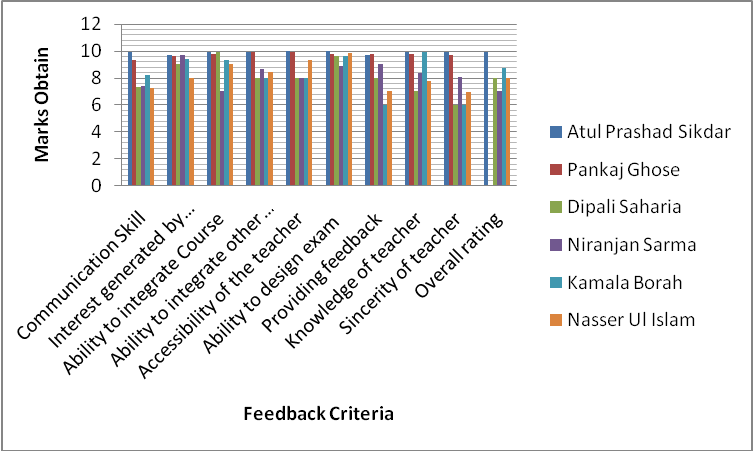 12
10
8
6
4
2
0
Marks Obtain
Communication Skill
Interest generated by...
Ability to integrate Course
Ability to integrate other...
Accessibility of the teacher
Ability to design exam
Providing feedback
Knowledge of teacher
Sincerity of teacher
Overall rating
Feedback Criteria
Atul Prashad Sikdar
Pankaj Ghose
Dipali Saharia
Niranjan Sarma
Kamala Borah
Nasser Ul Islam